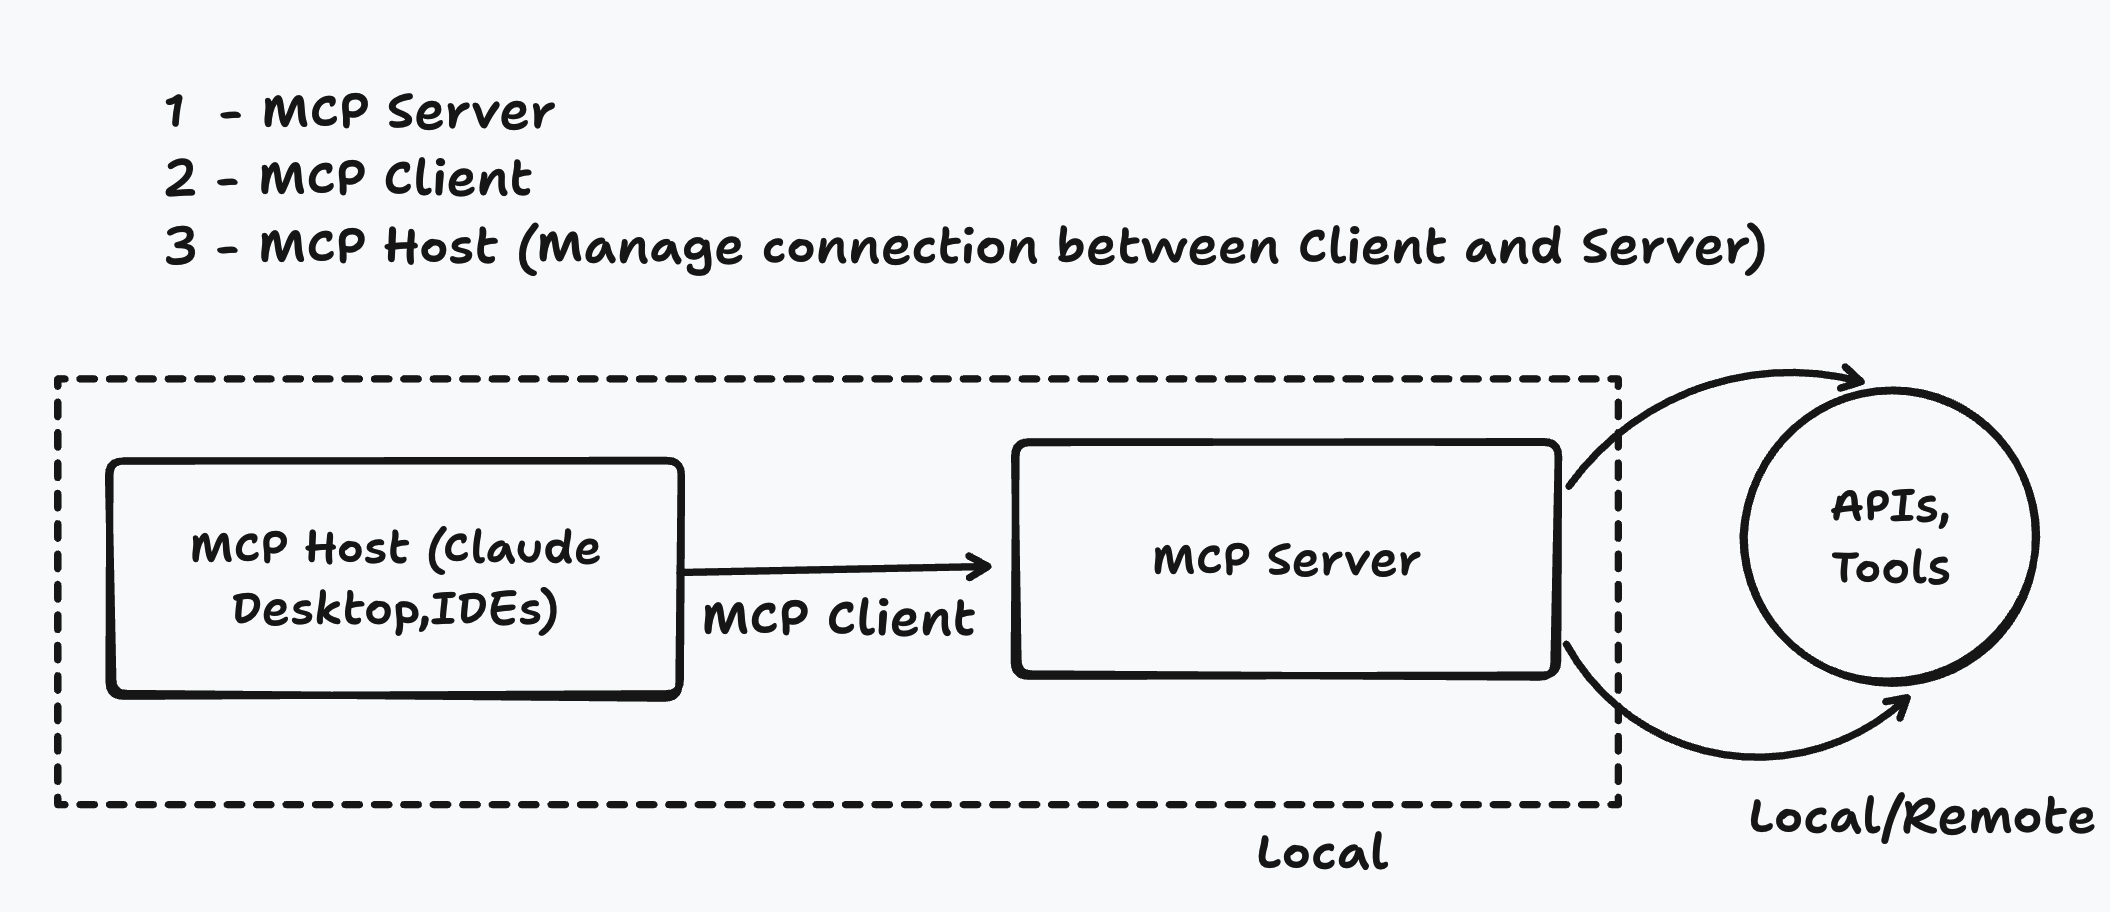 1 - MCP Server
2 - MCP Client
3 - MCP Host (Manage connection between Client and Server)
MCP Host (Claude
Desktop,IDEs)
MCP Client
MCP Server
APIs,
Tools
Local
Local/Remote